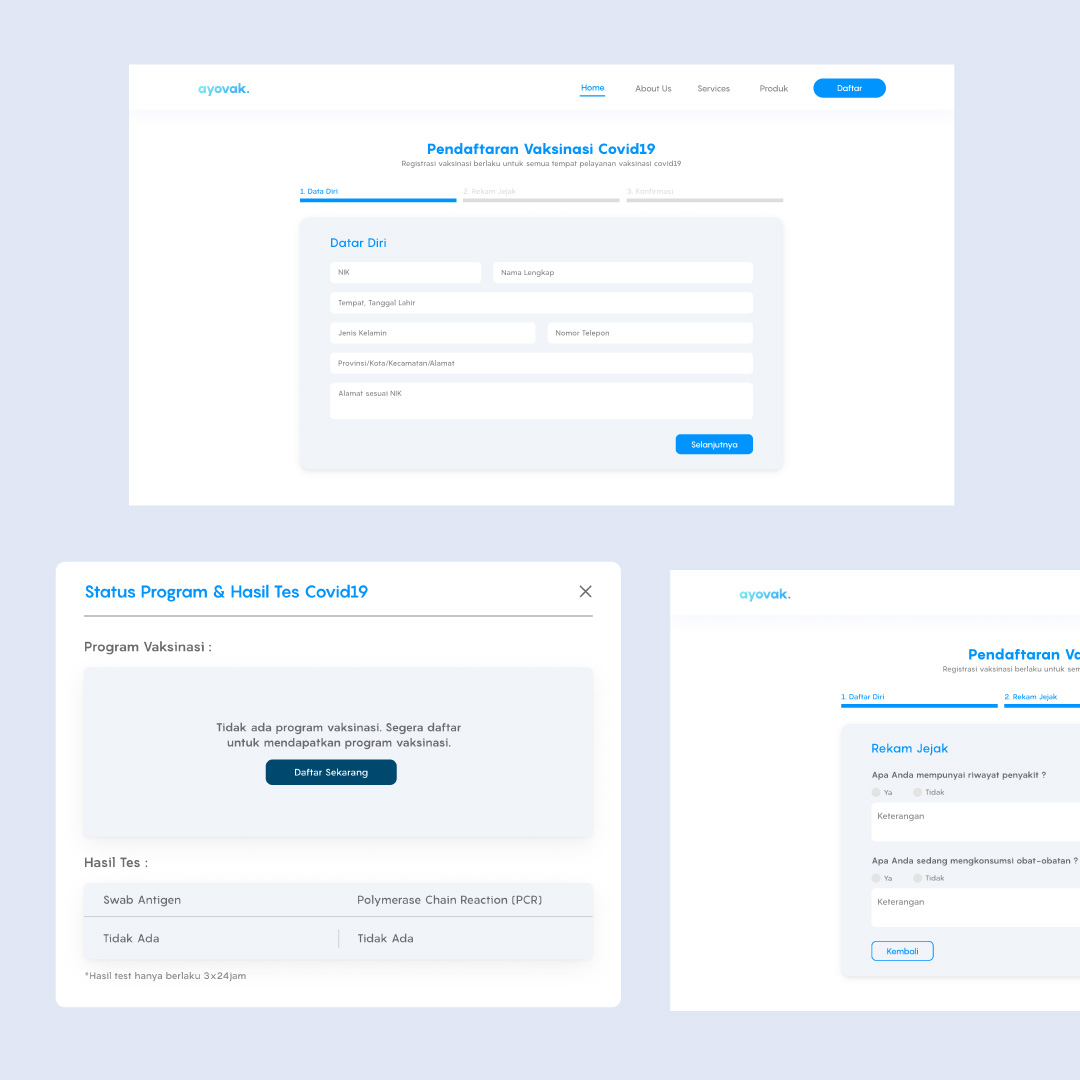 ayovak.
Home About Us Services Produk Daftar
Pendaftaran Vaksinasi Covid19
Registrasi vaksinasi berlaku untuk semua tempat pelayanan vaksinasi covid19
1. Data Diri 2. Rekam Jejak 3. Konfirmasi
Datar Diri
NIK Nama Lengkap
Tempat, Tanggal Lahir
Jenis Kelamin Nomor Telepon
Provinsi/Kota/Kecamatan/Alamat
Alamat sesuai NIK
Selanjutnya
Status Program & Hasil Tes Covid19
Program Vaksinasi :
Tidak ada program vaksinasi. Segera daftar
untuk mendapatkan program vaksinasi.
Daftar Sekarang
Hasil Tes :
Swab Antigen Polymerase Chain Reaction (PCR)
Tidak Ada Tidak Ada
*Hasil test hanya berlaku 3x24jam
ayovak.
Pendaftaran Va
Registrasi vaksinasi berlaku untuk sem
1. Daftar Diri 2. Rekam Jejak
Rekam Jejak
Apa Anda mempunyai riwayat penyakit ?
Ya Tidak
Keterangan
Apa Anda sedang mengkonsumsi obat-obatan ?
Ya Tidak
Keterangan
Kembali